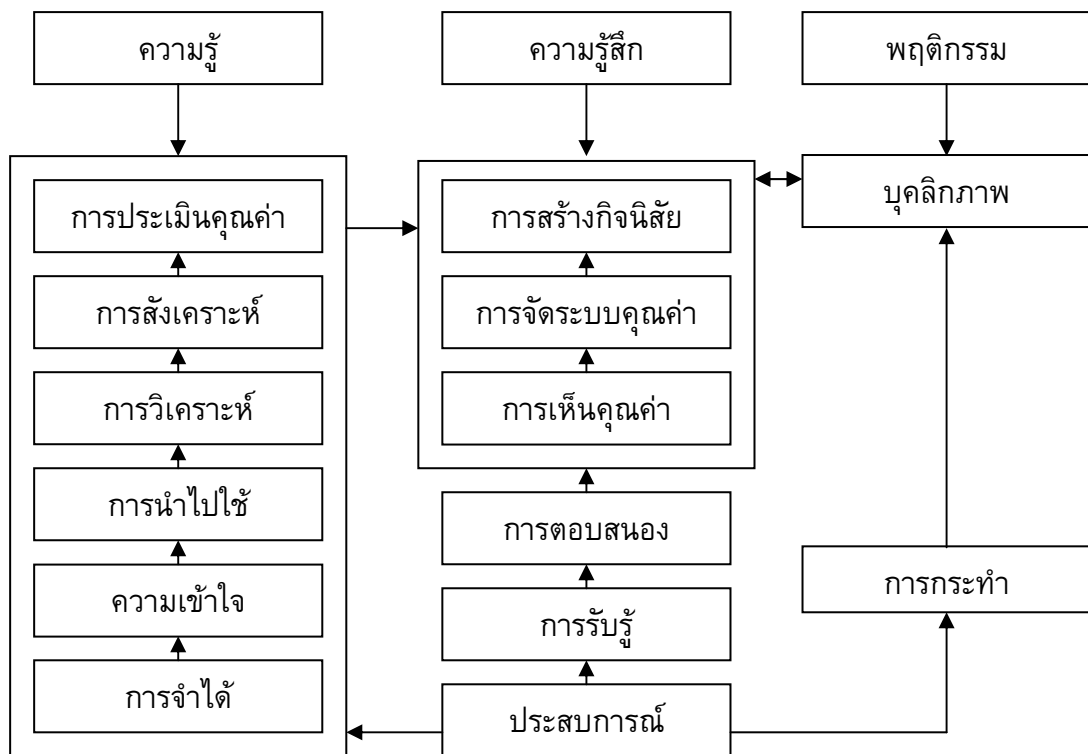 ความรู้
ความรู้สึก
พฤติกรรม
การประเมินคุณค่า
การสังเคราะห์
การวิเคราะห์
การนำไปใช้
ความเข้าใจ
การจำได้
การสร้างกิจนิสัย
การจัดระบบคุณค่า
การเห็นคุณค่า
การตอบสนอง
การรับรู้
ประสบการณ์
บุคลิกภาพ
การกระทำ